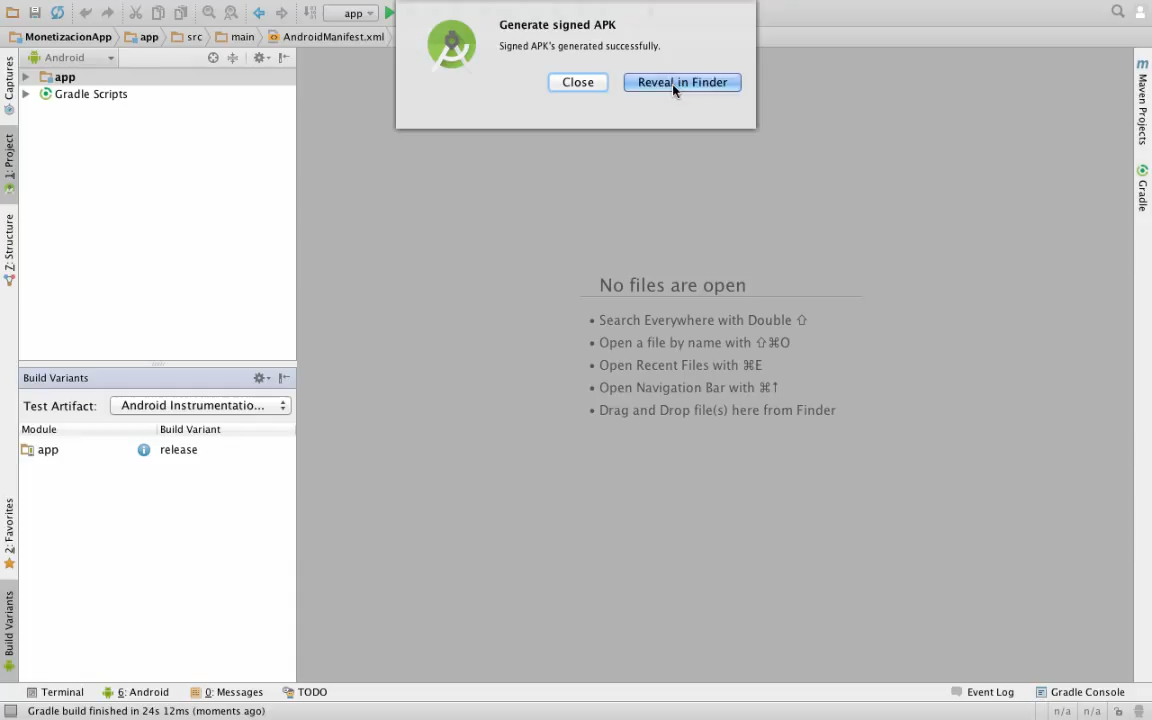 app
Generate signed APK
Signed APK's generated successfully.
Close
Reveal in Finder
MonetizacionApp
app
src
main
AndroidManifest.xml
Android
app
Gradle Scripts
Captures
1: Project
Z: Structure
2: Favorites
Build Variants
Maven Projects
Gradle
No files are open
• Search Everywhere with Double ⇧
• Open a file by name with ⇧⌘O
• Open Recent Files with ⌘E
• Open Navigation Bar with ⌘↑
• Drag and Drop file(s) here from Finder
Build Variants
Test Artifact: Android Instrumentatio...
Module Build Variant
app release
Terminal 6: Android 0: Messages TODO Event Log Gradle Console
Gradle build finished in 24s 12ms (moments ago) n/a n/a